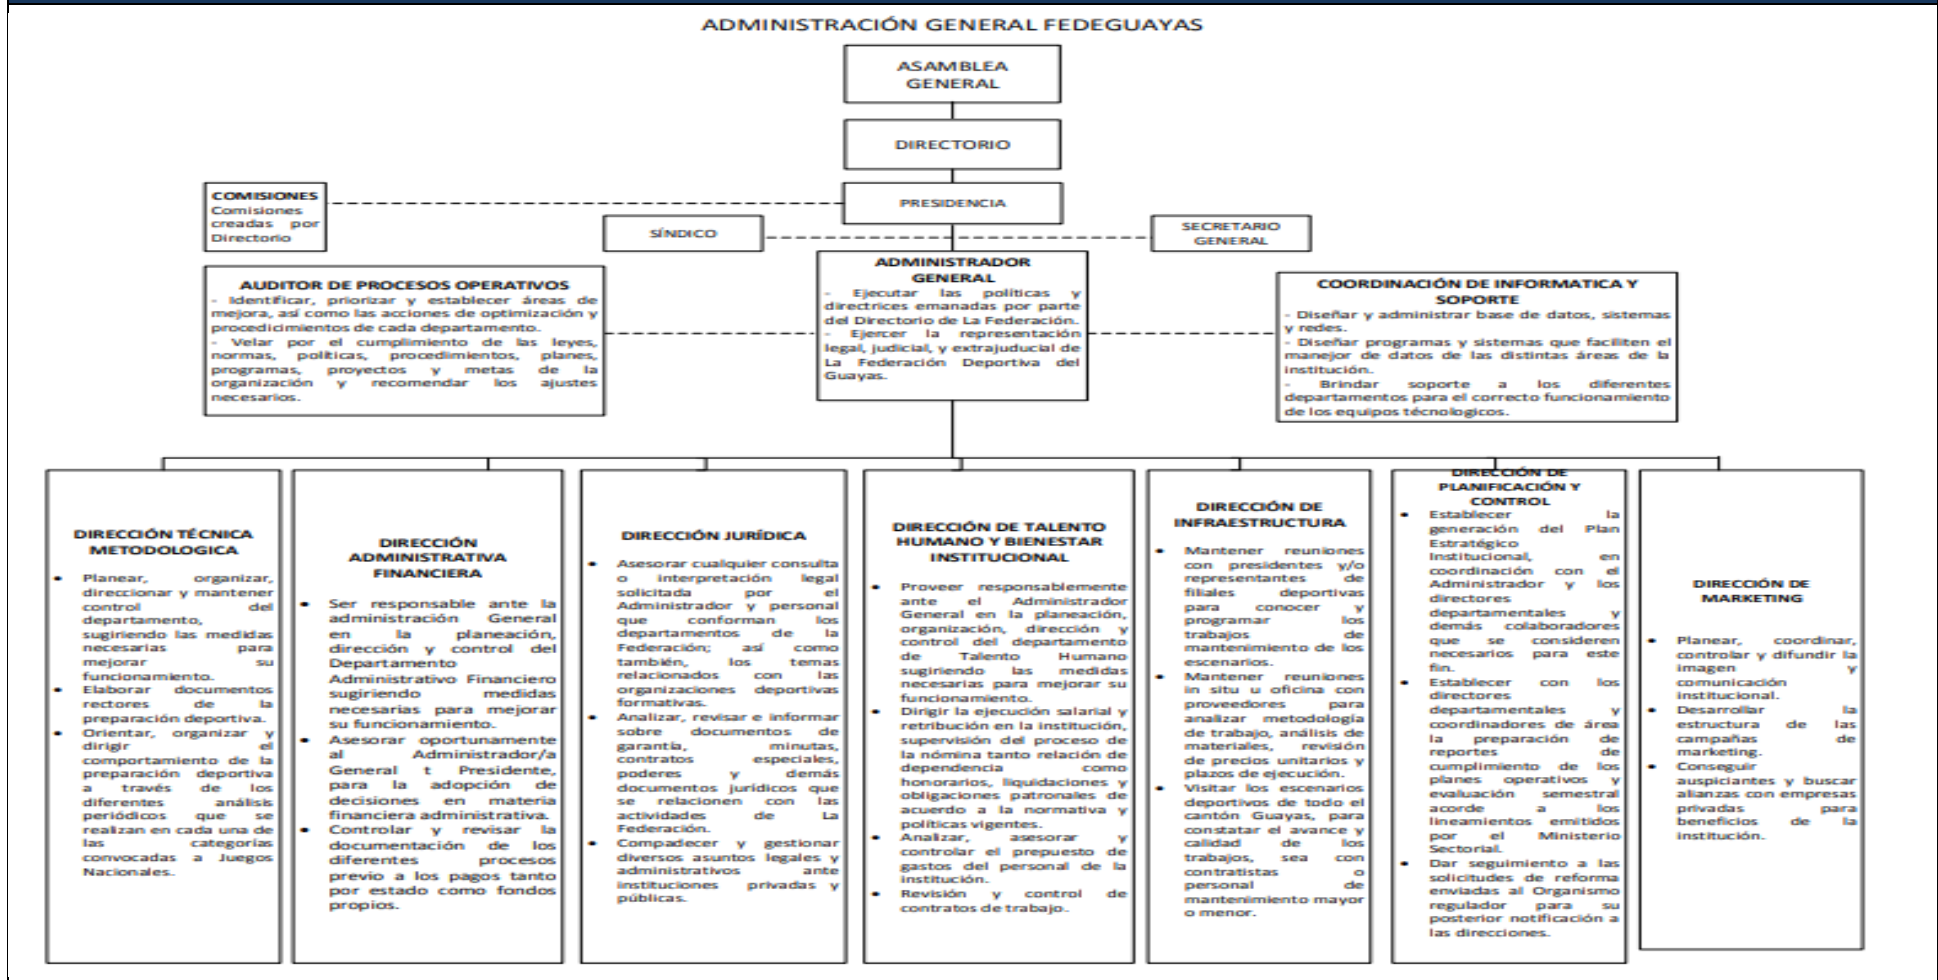 ADMINISTRACIÓN GENERAL FEDEGUAYAS
ASAMBLEA
GENERAL
DIRECTORIO
PRESIDENCIA
COMISIONES
Comisiones
creadas por
Directorio
SÍNDICO
SECRETARIO
GENERAL
ADMINISTRADOR
GENERAL
- Ejecutar las políticas y
directrices emanadas por parte
del Directorio de La Federación.
- Ejercer la representación
legal, judicial, y extrajuducial de
La Federación Deportiva del
Guayas.
AUDITOR DE PROCESOS OPERATIVOS
- Identificar, priorizar y establecer áreas de
mejora, así como las acciones de optimización y
procedicimientos de cada departamento.
- Velar por el cumplimiento de las leyes,
normas, políticas, procedimientos, planes,
programas, proyectos y metas de la
organización y recomendar los ajustes
necesarios.
COORDINACIÓN DE INFORMATICA Y
SOPORTE
- Diseñar y administrar base de datos, sistemas
y redes.
- Diseñar programas y sistemas que faciliten el
manejor de datos de las distintas áreas de la
institución.
- Brindar soporte a los diferentes
departamentos para el correcto funcionamiento
de los equipos técnologicos.
DIRECCIÓN TÉCNICA
METODOLOGICA
• Planear, organizar,
direccionar y mantener
control del
departamento,
sugiriendo las medidas
necesarias para
mejorar su
funcionamiento.
• Elaborar documentos
rectores de la
preparación deportiva.
• Orientar, organizar y
dirigir el
comportamiento de la
preparación deportiva
a través de los
diferentes análisis
periódicos que se
realizan en cada una de
las categorías
convocadas a Juegos
Nacionales.
DIRECCIÓN
ADMINISTRATIVA
FINANCIERA
• Ser responsable ante la
administración General
en la planeación,
dirección y control del
Departamento
Administrativo Financiero
sugiriendo medidas
necesarias para mejorar
su funcionamiento.
• Asesorar oportunamente
al Administrador/a
General t Presidente,
para la adopción de
decisiones en materia
financiera administrativa.
• Controlar y revisar la
documentación de los
diferentes procesos
previo a los pagos tanto
por estado como fondos
propios.
DIRECCIÓN JURÍDICA
• Asesorar cualquier consulta
o interpretación legal
solicitada por el
Administrador y personal
que conforman los
departamentos de la
Federación; así como
también, los temas
relacionados con las
organizaciones deportivas
formativas.
• Analizar, revisar e informar
sobre documentos de
garantía, minutas,
contratos especiales,
poderes y demás
documentos jurídicos que
se relacionen con las
actividades de La
Federación.
• Compadecer y gestionar
diversos asuntos legales y
administrativos ante
instituciones privadas y
públicas.
DIRECCIÓN DE TALENTO
HUMANO Y BIENESTAR
INSTITUCIONAL
• Proveer responsablemente
ante el Administrador
General en la planeación,
organización, dirección y
control del departamento
de Talento Humano
sugiriendo las medidas
necesarias para mejorar su
funcionamiento.
• Dirigir la ejecución salarial y
retribución en la institución,
supervisión del proceso de
la nómina tanto relación de
dependencia como
honorarios, liquidaciones y
obligaciones patronales de
acuerdo a la normativa y
políticas vigentes.
• Analizar, asesorar y
controlar el prepuesto de
gastos del personal de la
institución.
• Revisión y control de
contratos de trabajo.
DIRECCIÓN DE
INFRAESTRUCTURA
• Mantener reuniones
con presidentes y/o
representantes de
filiales deportivas
para conocer y
programar los
trabajos de
mantenimiento de los
escenarios.
• Mantener reuniones
in situ u oficina con
proveedores para
analizar metodología
de trabajo, análisis de
materiales, revisión
de precios unitarios y
plazos de ejecución.
• Visitar los escenarios
deportivos de todo el
cantón Guayas, para
constatar el avance y
calidad de los
trabajos, sea con
contratistas o
personal de
mantenimiento mayor
o menor.
DIRECCIÓN DE
PLANIFICACIÓN Y
CONTROL
• Establecer la
generación del Plan
Estratégico
Institucional, en
coordinación con el
Administrador y los
directores
departamentales y
demás colaboradores
que se consideren
necesarios para este
fin.
• Establecer con los
directores
departamentales y
coordinadores de área
la preparación de
reportes de
cumplimiento de los
planes operativos y
evaluación semestral
acorde a los
lineamientos emitidos
por el Ministerio
Sectorial.
• Dar seguimiento a las
solicitudes de reforma
enviadas al Organismo
regulador para su
posterior notificación a
las direcciones.
DIRECCIÓN DE
MARKETING
• Planear, coordinar,
controlar y difundir la
imagen y
comunicación
institucional.
• Desarrollar la
estructura de las
campañas de
marketing.
• Conseguir
auspiciantes y buscar
alianzas con empresas
privadas para
beneficios de la
institución.